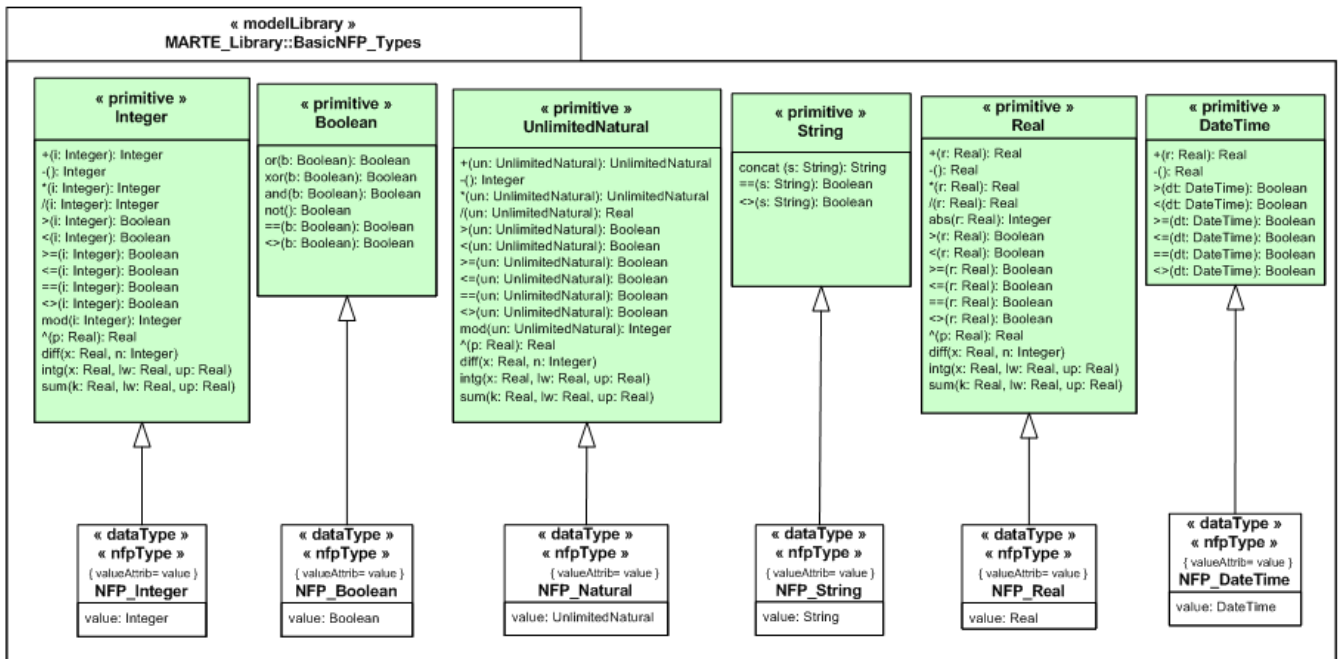 « modelLibrary »
MARTE_Library::BasicNFP_Types
« primitive »
Integer
+(i: Integer): Integer
-(): Integer
*(i: Integer): Integer
/(i: Integer): Integer
>(i: Integer): Boolean
<(i: Integer): Boolean
>=(i: Integer): Boolean
<=(i: Integer): Boolean
==(i: Integer): Boolean
<>(i: Integer): Boolean
mod(i: Integer): Integer
^(p: Real): Real
diff(x: Real, n: Integer)
intg(x: Real, lw: Real, up: Real)
sum(k: Real, lw: Real, up: Real)
« primitive »
Boolean
or(b: Boolean): Boolean
xor(b: Boolean): Boolean
and(b: Boolean): Boolean
not(): Boolean
==(b: Boolean): Boolean
<>(b: Boolean): Boolean
« primitive »
UnlimitedNatural
+(un: UnlimitedNatural): UnlimitedNatural
-(): Integer
*(un: UnlimitedNatural): UnlimitedNatural
/(un: UnlimitedNatural): Real
>(un: UnlimitedNatural): Boolean
<(un: UnlimitedNatural): Boolean
>=(un: UnlimitedNatural): Boolean
<=(un: UnlimitedNatural): Boolean
==(un: UnlimitedNatural): Boolean
<>(un: UnlimitedNatural): Boolean
mod(un: UnlimitedNatural): Integer
^(p: Real): Real
diff(x: Real, n: Integer)
intg(x: Real, lw: Real, up: Real)
sum(k: Real, lw: Real, up: Real)
« primitive »
String
concat (s: String): String
==(s: String): Boolean
<>(s: String): Boolean
« primitive »
Real
+(r: Real): Real
-(): Real
*(r: Real): Real
/(r: Real): Real
abs(r: Real): Integer
>(r: Real): Boolean
<(r: Real): Boolean
>=(r: Real): Boolean
<=(r: Real): Boolean
==(r: Real): Boolean
<>(r: Real): Boolean
^(p: Real): Real
diff(x: Real, n: Integer)
intg(x: Real, lw: Real, up: Real)
sum(k: Real, lw: Real, up: Real)
« primitive »
DateTime
+(r: Real): Real
-(): Real
>(dt: DateTime): Boolean
<(dt: DateTime): Boolean
>=(dt: DateTime): Boolean
<=(dt: DateTime): Boolean
==(dt: DateTime): Boolean
<>(dt: DateTime): Boolean
« dataType »
« nfpType »
{ valueAttrib= value }
NFP_Integer
value: Integer
« dataType »
« nfpType »
{ valueAttrib= value }
NFP_Boolean
value: Boolean
« dataType »
« nfpType »
{ valueAttrib= value }
NFP_Natural
value: UnlimitedNatural
« dataType »
« nfpType »
{ valueAttrib= value }
NFP_String
value: String
« dataType »
« nfpType »
{ valueAttrib= value }
NFP_Real
value: Real
« dataType »
« nfpType »
{ valueAttrib= value }
NFP_DateTime
value: DateTime